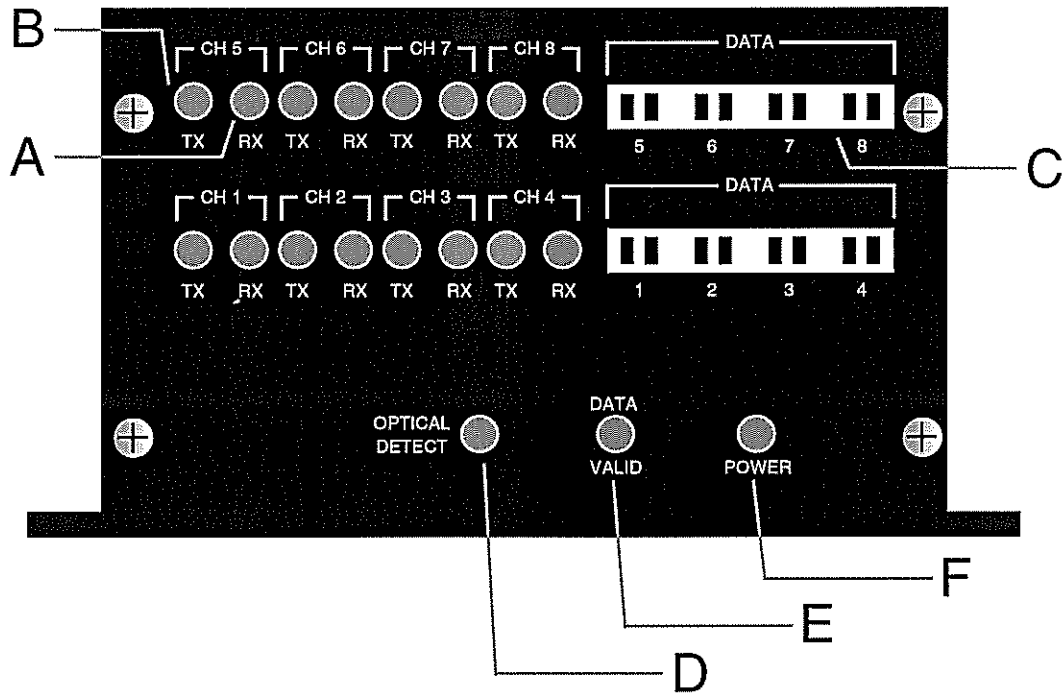 B
CH 5 CH 6 CH 7 CH 8 DATA
TX RX TX RX TX RX TX RX 5 6 7 8
A
C
CH 1 CH 2 CH 3 CH 4 DATA
TX RX TX RX TX RX TX RX 1 2 3 4
OPTICAL
DETECT
DATA
VALID
POWER
F
E
D